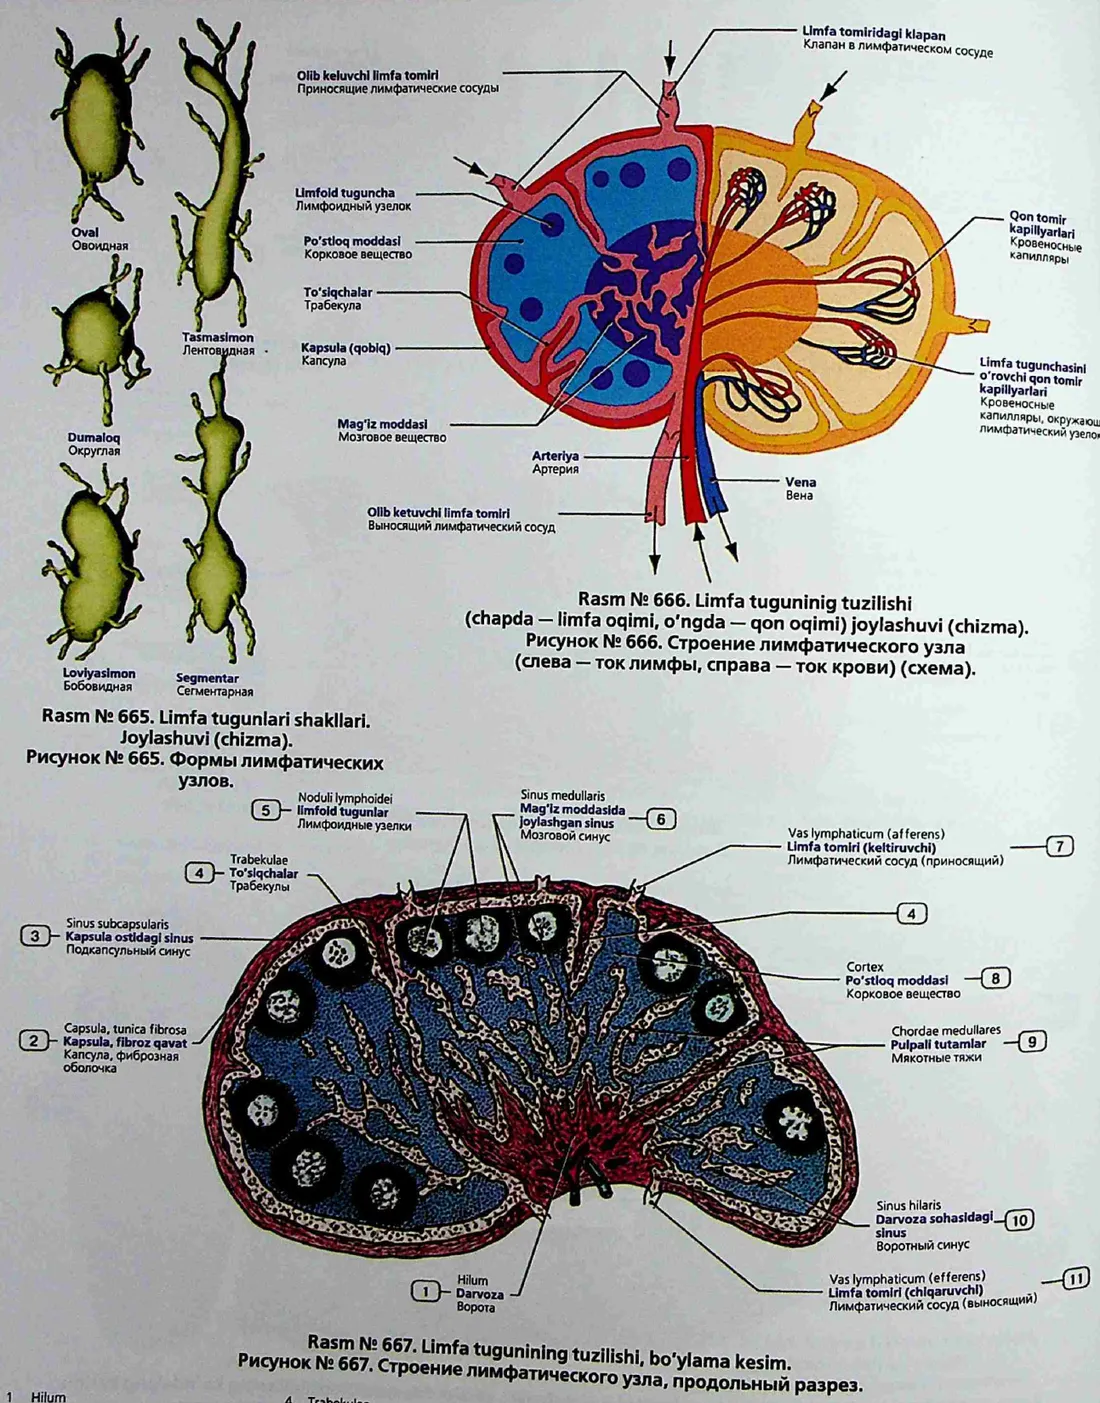 Oval
Овоидная
Tasmasimon
Лентовидная
Dumaloq
Округлая
Loviyasimon
Бобовидная
Segmentar
Сегментарная
Rasm № 665. Limfa tugunlari shakllari.
Joylashuvi (chizma).
Рисунок № 665. Формы лимфатических
узлов.
Limfa tomiridagi klapan
Клапан в лимфатическом сосуде
Olib keluvchi limfa tomiri
Приносящие лимфатические сосуды
Limfoid tuguncha
Лимфоидный узелок
Po'stloq moddasi
Корковое вещество
To'siqchalar
Трабекула
Kapsula (qobiq)
Капсула
Mag'iz moddasi
Мозговое вещество
Arteriya
Артерия
Olib ketuvchi limfa tomiri
Выносящий лимфатический сосуд
Vena
Вена
Qon tomir
kapillyarlari
Кровеносные
капилляры
Limfa tugunchasini
o'rovchi qon tomir
kapillyarlari
Кровеносные
капилляры, окружающ
лимфатический узелок
Rasm № 666. Limfa tuguninig tuzilishi
(chapda — limfa oqimi, o'ngda — qon oqimi) joylashuvi (chizma).
Рисунок № 666. Строение лимфатического узла
(слева — ток лимфы, справа — ток крови) (схема).
5
Noduli lymphoidei
limfoid tugunlar
Лимфоидные узелки
Sinus medullaris
Mag'iz moddasida
joylashgan sinus
Мозговой синус
6
Vas lymphaticum (afferens)
Limfa tomiri (keltiruvchi)
Лимфатический сосуд (приносящий)
7
4
Trabekulae
To'siqchalar
Трабекулы
4
3
Sinus subcapsularis
Kapsula ostidagi sinus
Подкапсульный синус
Cortex
Po'stloq moddasi
Корковое вещество
8
2
Capsula, tunica fibrosa
Kapsula, fibroz qavat
Капсула, фиброзная
оболочка
Chordae medullares
Pulpali tutamlar
Мякотные тяжи
9
Sinus hilaris
Darvoza sohasidagi
sinus
Воротный синус
10
1
Hilum
Darvoza
Ворота
Vas lymphaticum (efferens)
Limfa tomiri (chiqaruvchi)
Лимфатический сосуд (выносящий)
11
Rasm № 667. Limfa tugunining tuzilishi, bo'ylama kesim.
Рисунок № 667. Строение лимфатического узла, продольный разрез.
1 Hilum
4 Trabekulae